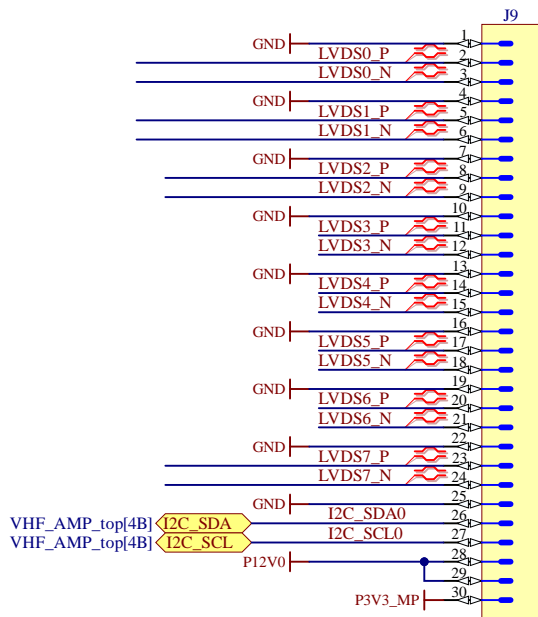 J9
1
GND
LVDS0_P 2
LVDS0_N 3
GND 4
LVDS1_P 5
LVDS1_N 6
GND 7
LVDS2_P 8
LVDS2_N 9
GND 10
LVDS3_P 11
LVDS3_N 12
GND 13
LVDS4_P 14
LVDS4_N 15
GND 16
LVDS5_P 17
LVDS5_N 18
GND 19
LVDS6_P 20
LVDS6_N 21
GND 22
LVDS7_P 23
LVDS7_N 24
GND 25
VHF_AMP_top[4B] I2C_SDA I2C_SDA0 26
VHF_AMP_top[4B] I2C_SCL I2C_SCL0 27
P12V0 28
29
P3V3_MP 30